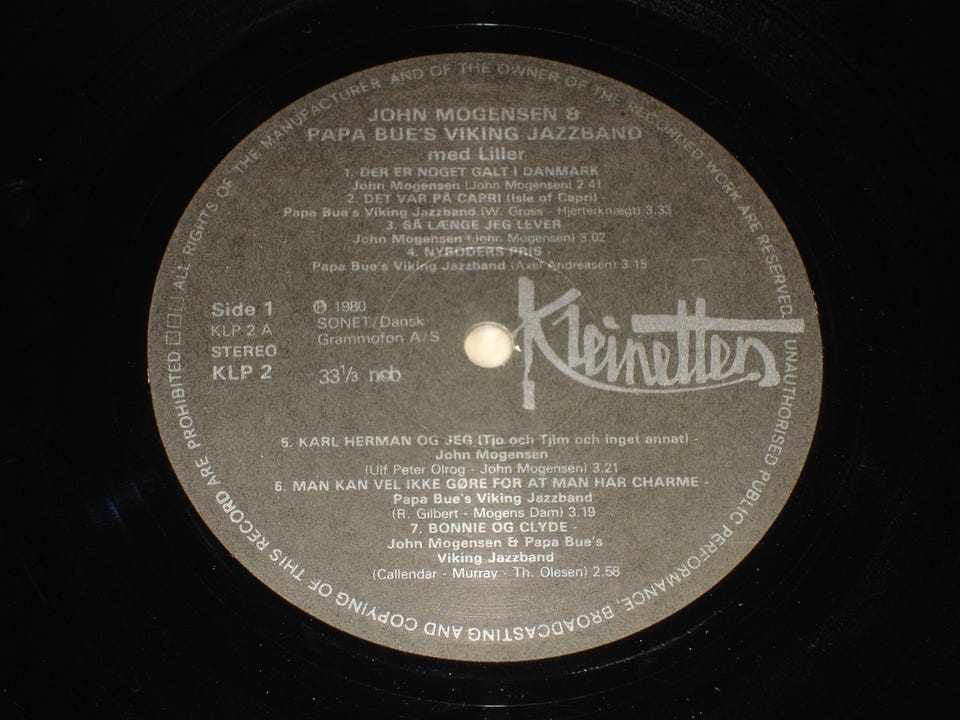 ALL RIGHTS OF THE MANUFACTURER AND OF THE OWNER OF THE RECORDED WORK ARE RESERVED. UNAUTHORISED PUBLIC PERFORMANCE, BROADCASTING AND COPYING OF THIS RECORD ARE PROHIBITED
JOHN MOGENSEN &
PAPA BUE'S VIKING JAZZBAND
med Liller
1. DER ER NOGET GALT I DANMARK
John Mogensen (John Mogensen) 2.41
2. DET VAR PÅ CAPRI (Isle of Capri) -
Papa Bue's Viking Jazzband (W. Gross - Hjerterknægt) 3.33
3. SÅ LÆNGE JEG LEVER
John Mogensen (John Mogensen) 3.02
4. NYBODERS PRIS
Papa Bue's Viking Jazzband (Axel Andreasen) 3.15
Side 1
KLP 2 A
STEREO
KLP 2
℗ 1980
SONET/Dansk
Grammofon A/S
33⅓ ncb
Kleinettes
5. KARL HERMAN OG JEG (Tjo och Tjim och inget annat) -
John Mogensen
(Ulf Peter Olrog - John Mogensen) 3.21
6. MAN KAN VEL IKKE GØRE FOR AT MAN HAR CHARME -
Papa Bue's Viking Jazzband
(R. Gilbert - Mogens Dam) 3.19
7. BONNIE OG CLYDE -
John Mogensen & Papa Bue's
Viking Jazzband
(Callendar - Murray - Th. Olesen) 2.58